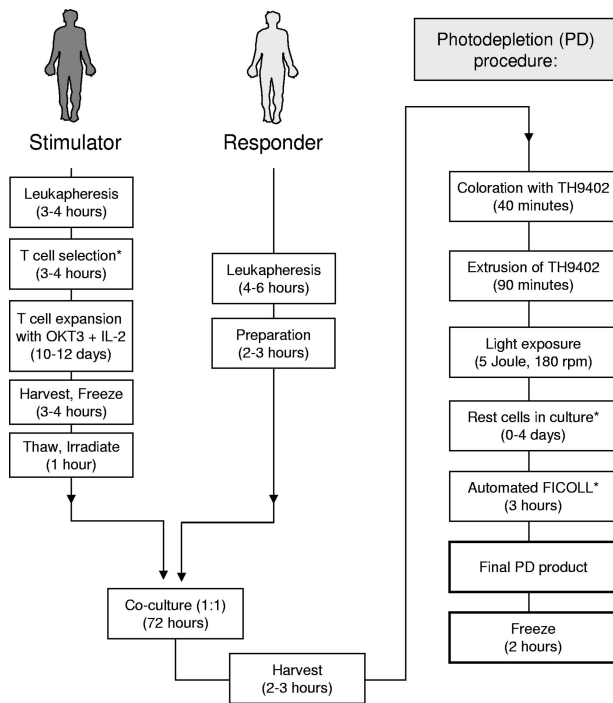 Stimulator
Leukapheresis
(3-4 hours)
T cell selection*
(3-4 hours)
T cell expansion
with OKT3 + IL-2
(10-12 days)
Harvest, Freeze
(3-4 hours)
Thaw, Irradiate
(1 hour)
Responder
Leukapheresis
(4-6 hours)
Preparation
(2-3 hours)
Co-culture (1:1)
(72 hours)
Harvest
(2-3 hours)
Photodepletion (PD)
procedure:
Coloration with TH9402
(40 minutes)
Extrusion of TH9402
(90 minutes)
Light exposure
(5 Joule, 180 rpm)
Rest cells in culture*
(0-4 days)
Automated FICOLL*
(3 hours)
Final PD product
Freeze
(2 hours)